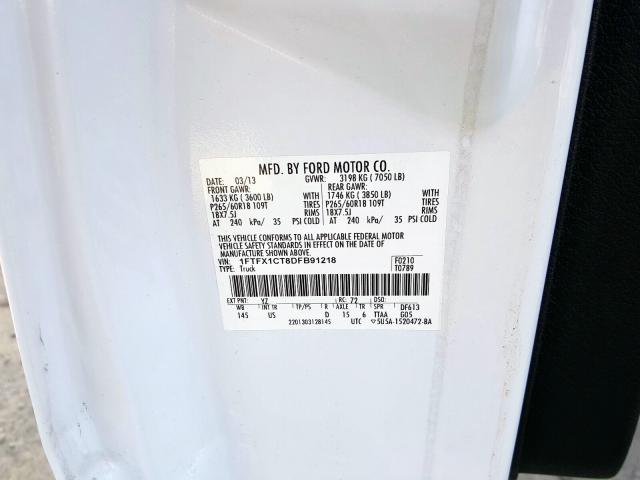 MFD. BY FORD MOTOR CO.
DATE: 03/13 GVWR: 3198 KG ( 7050 LB)
FRONT GAWR: REAR GAWR:
1633 KG ( 3600 LB) WITH 1746 KG ( 3850 LB) WITH
P265/60R18 109T TIRES P265/60R18 109T TIRES
18X7.5J RIMS 18X7.5J RIMS
AT 240 kPa/ 35 PSI COLD AT 240 kPa/ 35 PSI COLD
THIS VEHICLE CONFORMS TO ALL APPLICABLE FEDERAL MOTOR
VEHICLE SAFETY STANDARDS IN EFFECT ON THE DATE OF
MANUFACTURE SHOWN ABOVE.
VIN: 1FTFX1CT8DFB91218 F0210
TYPE: Truck T0789
EXT PNT: YZ RC: 72 DSO:
WB INT TR TP/PS R AXLE TR SPR DF613
145 US D 15 6 TTAA G05
2201303128145 UTC 5U5A-1520472-BA